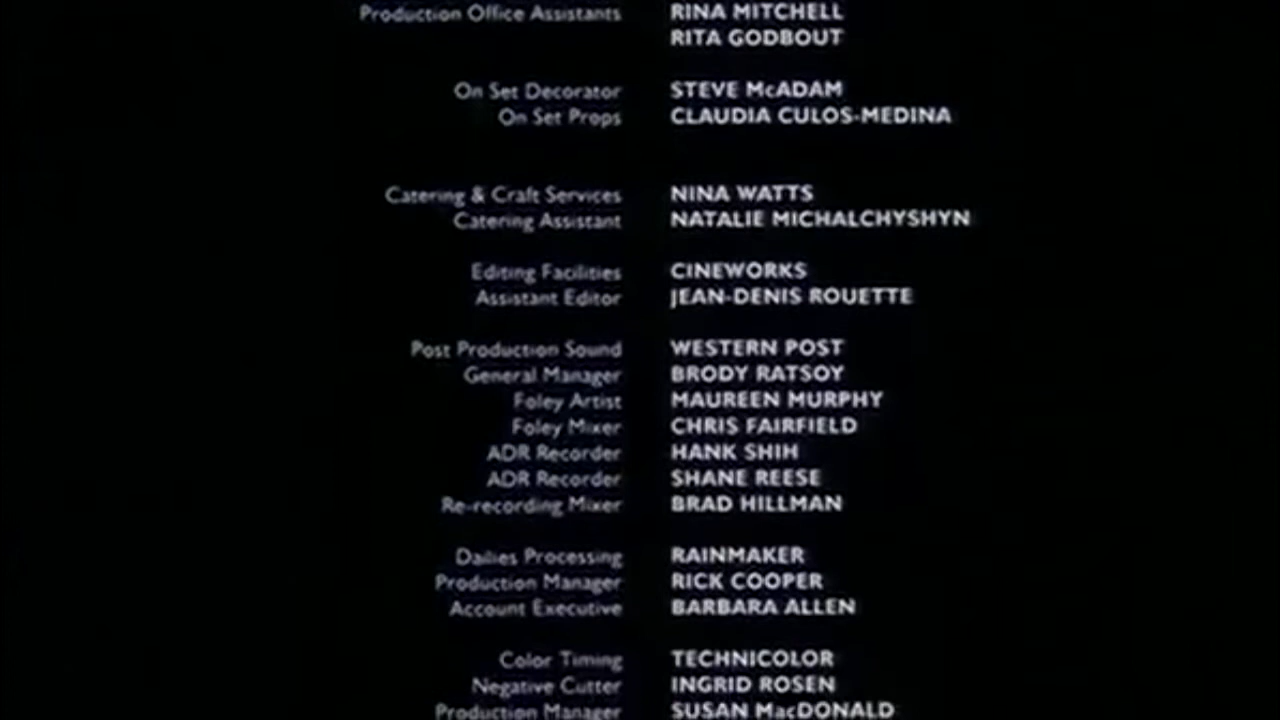 Production Office Assistants RINA MITCHELL
RITA GODBOUT
On Set Decorator STEVE McADAM
On Set Props CLAUDIA CULOS-MEDINA
Catering & Craft Services NINA WATTS
Catering Assistant NATALIE MICHALCHYSHYN
Editing Facilities CINEWORKS
Assistant Editor JEAN-DENIS ROUETTE
Post Production Sound WESTERN POST
General Manager BRODY RATSOY
Foley Artist MAUREEN MURPHY
Foley Mixer CHRIS FAIRFIELD
ADR Recorder HANK SHIH
ADR Recorder SHANE REESE
Re-recording Mixer BRAD HILLMAN
Dailies Processing RAINMAKER
Production Manager RICK COOPER
Account Executive BARBARA ALLEN
Color Timing TECHNICOLOR
Negative Cutter INGRID ROSEN
Production Manager SUSAN MacDONALD